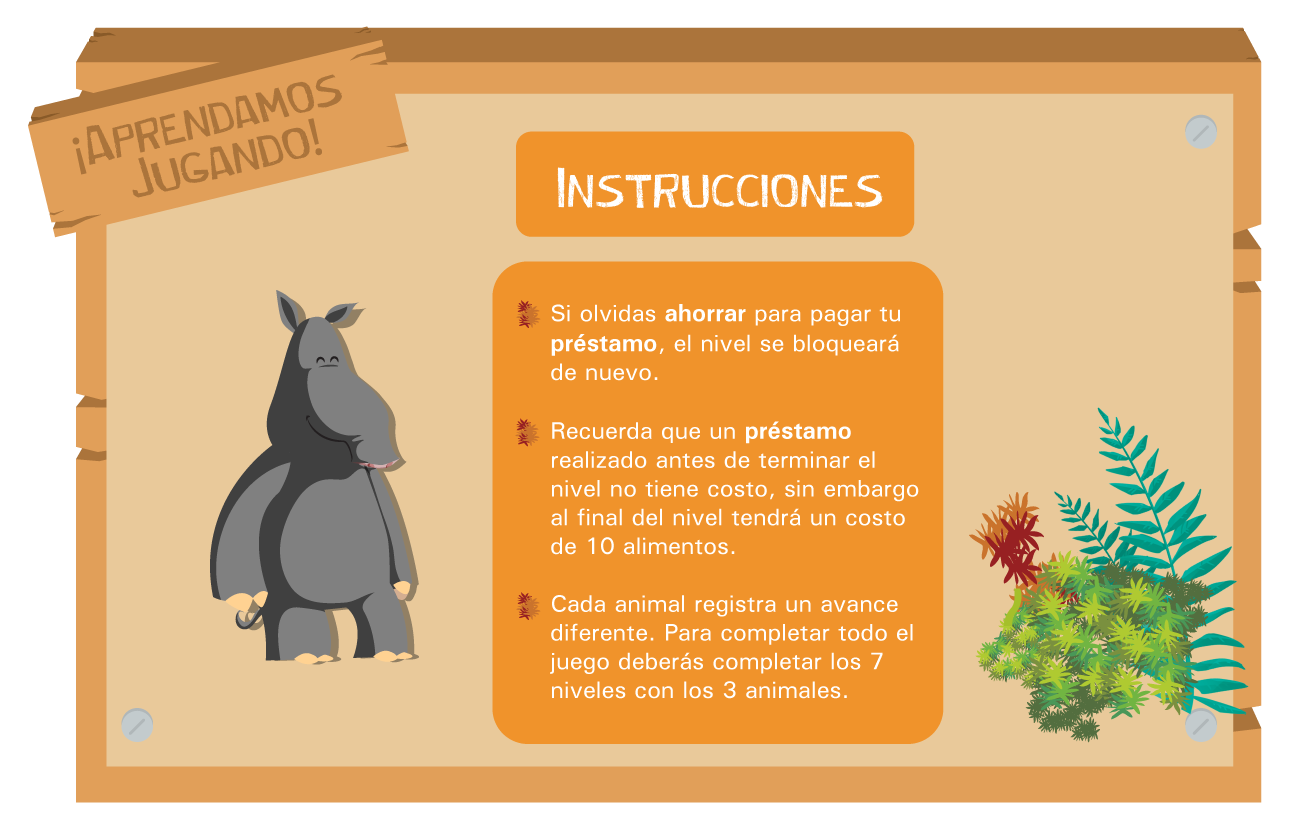 ¡APRENDAMOS
JUGANDO!
INSTRUCCIONES
Si olvidas ahorrar para pagar tu
préstamo, el nivel se bloqueará
de nuevo.
Recuerda que un préstamo
realizado antes de terminar el
nivel no tiene costo, sin embargo
al final del nivel tendrá un costo
de 10 alimentos.
Cada animal registra un avance
diferente. Para completar todo el
juego deberás completar los 7
niveles con los 3 animales.